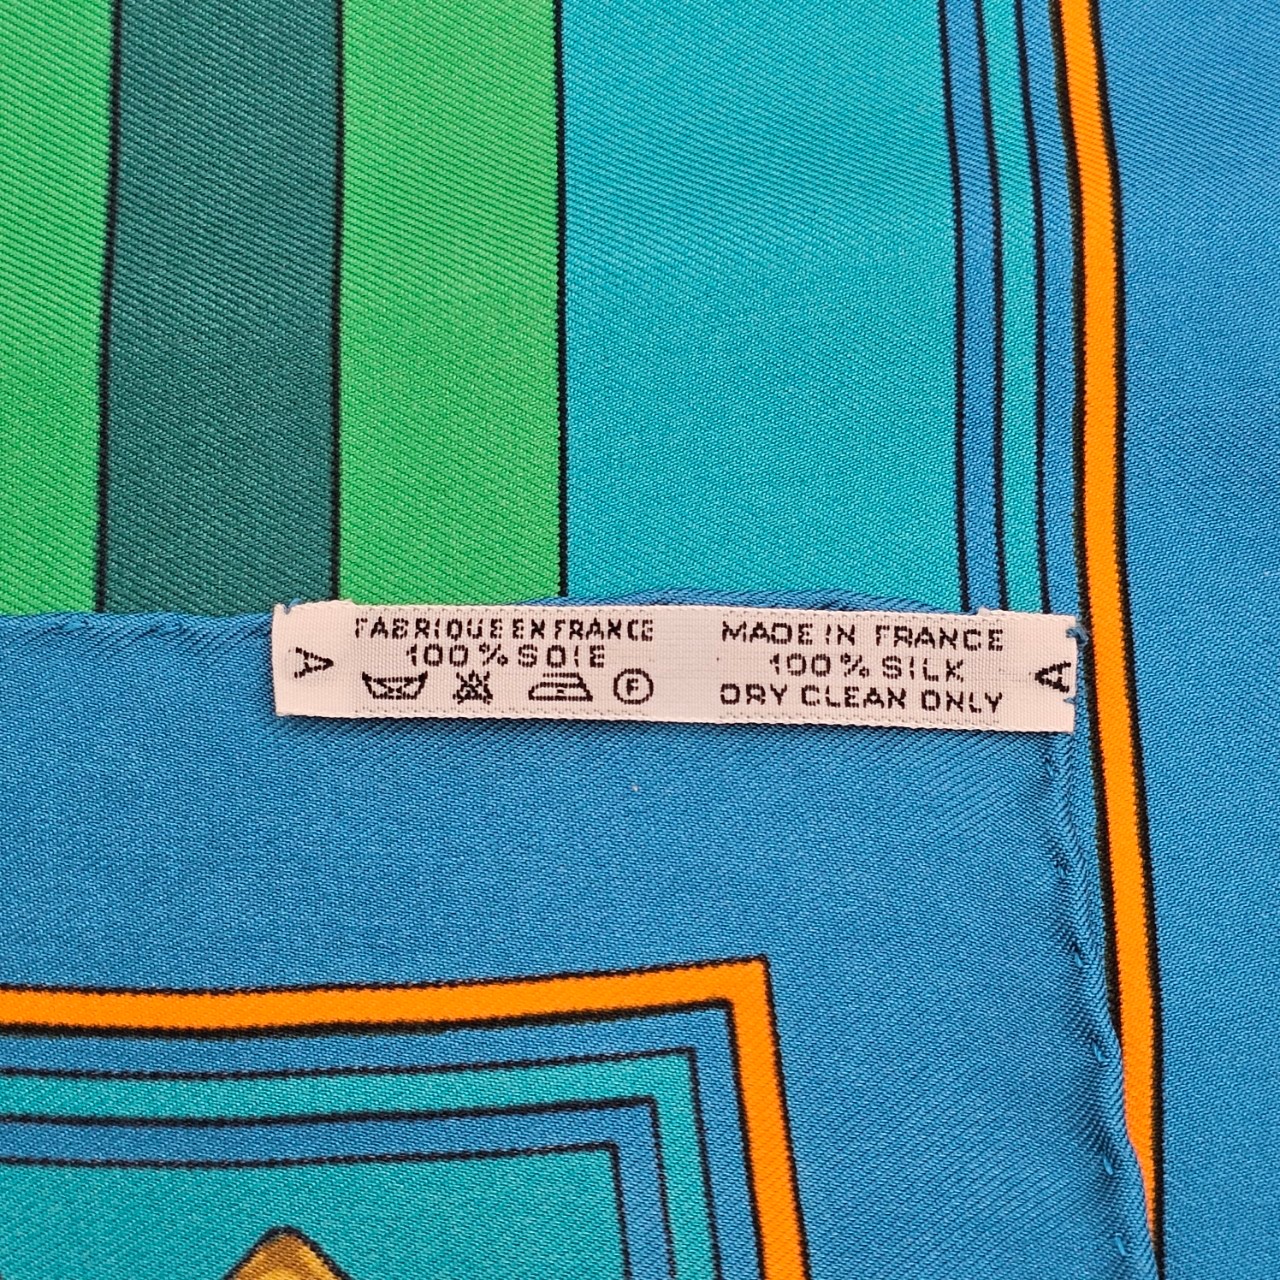 A
FABRIQUE EN FRANCE
100% SOIE
F
MADE IN FRANCE
100% SILK
DRY CLEAN ONLY
A